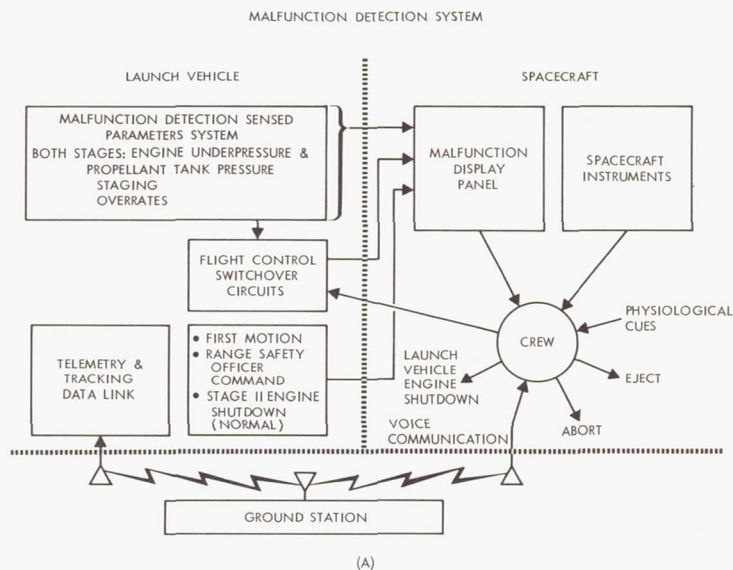 MALFUNCTION DETECTION SYSTEM
LAUNCH VEHICLE
SPACECRAFT
MALFUNCTION DETECTION SENSED
PARAMETERS SYSTEM
BOTH STAGES: ENGINE UNDERPRESSURE &
PROPELLANT TANK PRESSURE
STAGING
OVERRATES
MALFUNCTION
DISPLAY
PANEL
SPACECRAFT
INSTRUMENTS
FLIGHT CONTROL
SWITCHOVER
CIRCUITS
TELEMETRY &
TRACKING
DATA LINK
• FIRST MOTION
• RANGE SAFETY
OFFICER
COMMAND
• STAGE II ENGINE
SHUTDOWN
(NORMAL)
CREW
PHYSIOLOGICAL
CUES
LAUNCH
VEHICLE
ENGINE
SHUTDOWN
EJECT
ABORT
VOICE
COMMUNICATION
GROUND STATION
(A)